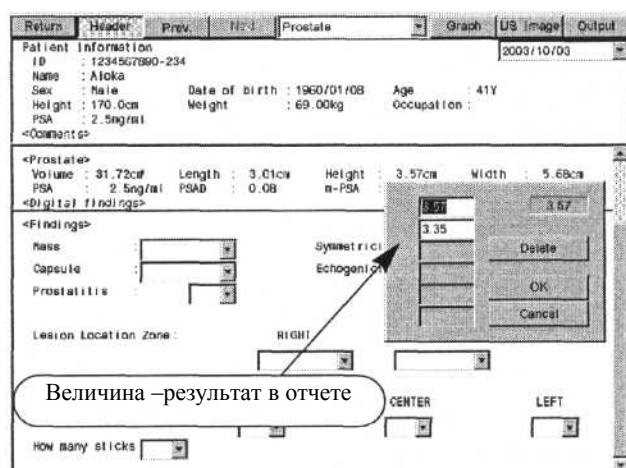 Return Header Prev. Next Prostate Graph US Image Output
Patient Information 2003/10/03
ID : 1234567890-234
Name : Aloka
Sex : Male Date of birth : 1960/01/08 Age : 41Y
Height : 170.0cm Weight : 69.00kg Occupation :
PSA : 2.5ng/ml
<Comments>
<Prostate>
Volume : 31.72cm³ Length : 3.01cm Height : 3.57cm Width : 5.68cm
PSA : 2.5ng/ml PSAD : 0.08 m-PSA
<Digital findings>
3.57 3.57
3.35
Delete
OK
Cancel
<Findings>
Mass : Symmetrici
Capsule : Echogenici
Prostatitis :
Lesion Location Zone :
RIGHT
Величина –результат в отчете
CENTER LEFT
How many sticks